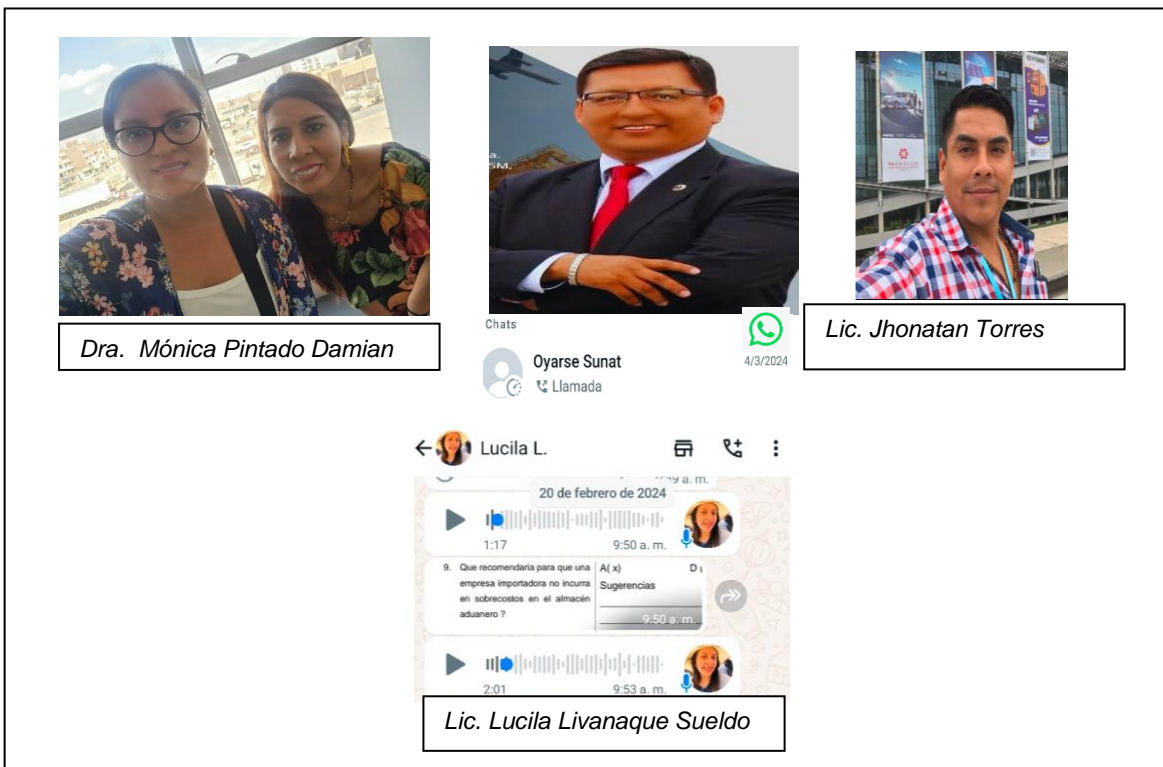 a.
GM,
Dra. Mónica Pintado Damian
Chats
Oyarse Sunat
4/3/2024
Llamada
Lic. Jhonatan Torres
Lucila L.
a. m.
20 de febrero de 2024
1:17
9:50 a. m.
9. Que recomendaria para que una
empresa importadora no incurra
en sobrecostos en el almacén
aduanero ?
A( x)
D
Sugerencias
9:50 a. m.
2:01
9:53 a. m.
Lic. Lucila Livanaque Sueldo